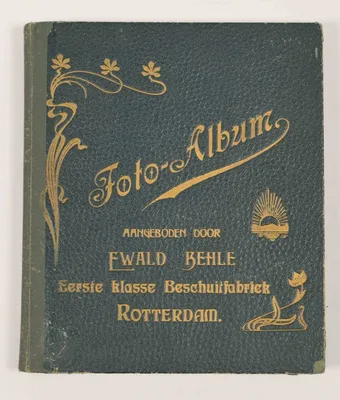 Foto-Album
AANGEBODEN DOOR
EWALD BEHLE
Eerste klasse Beschuitfabriek
ROTTERDAM.